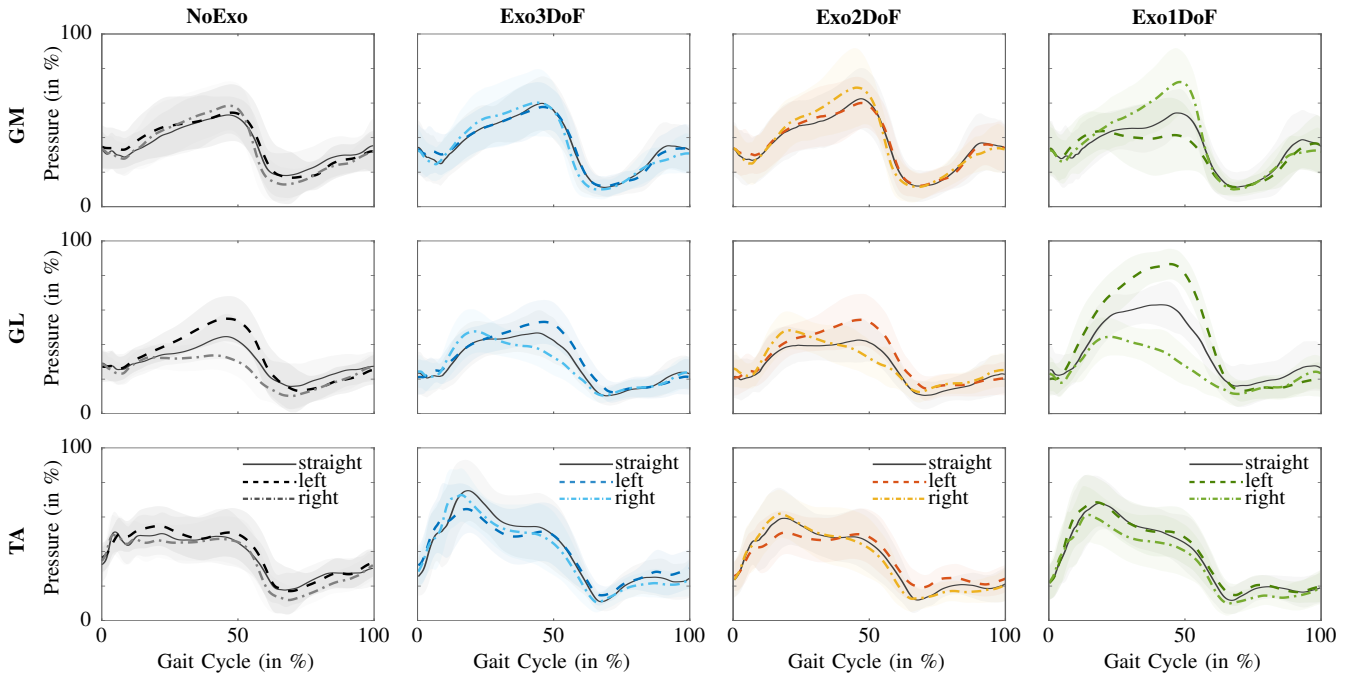 NoExo Exo3DoF Exo2DoF Exo1DoF
GM
Pressure (in %)
100
0
GL
Pressure (in %)
100
0
TA
Pressure (in %)
100
0
straight
left
right
straight
left
right
straight
left
right
straight
left
right
0 50 100 0 50 100 0 50 100 0 50 100
Gait Cycle (in %) Gait Cycle (in %) Gait Cycle (in %) Gait Cycle (in %)